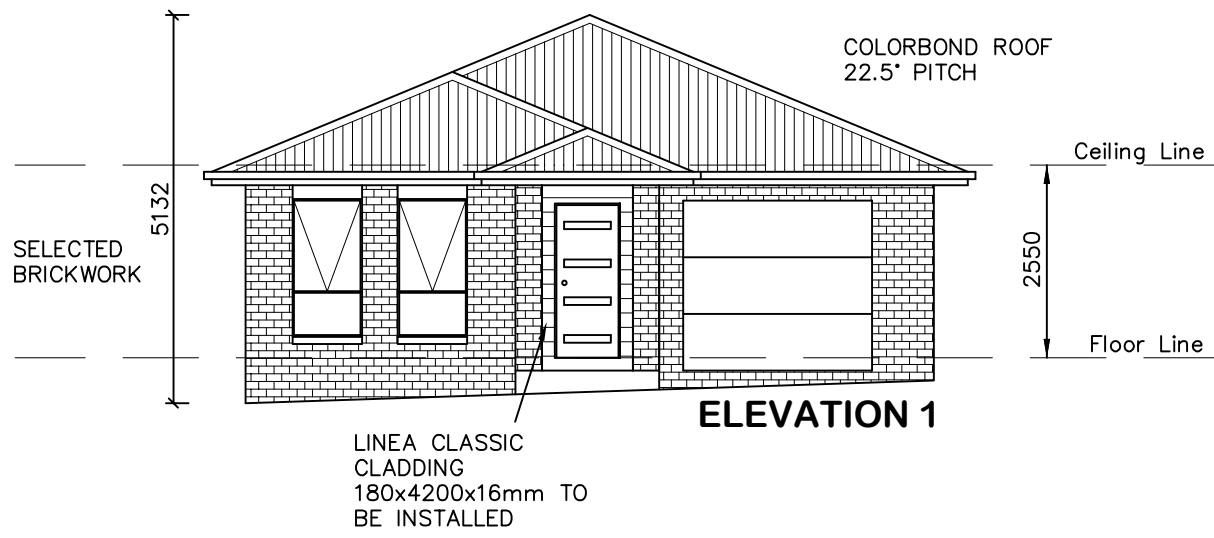 COLORBOND ROOF
22.5° PITCH
Ceiling Line
5132
SELECTED
BRICKWORK
2550
Floor Line
ELEVATION 1
LINEA CLASSIC
CLADDING
180x4200x16mm TO
BE INSTALLED